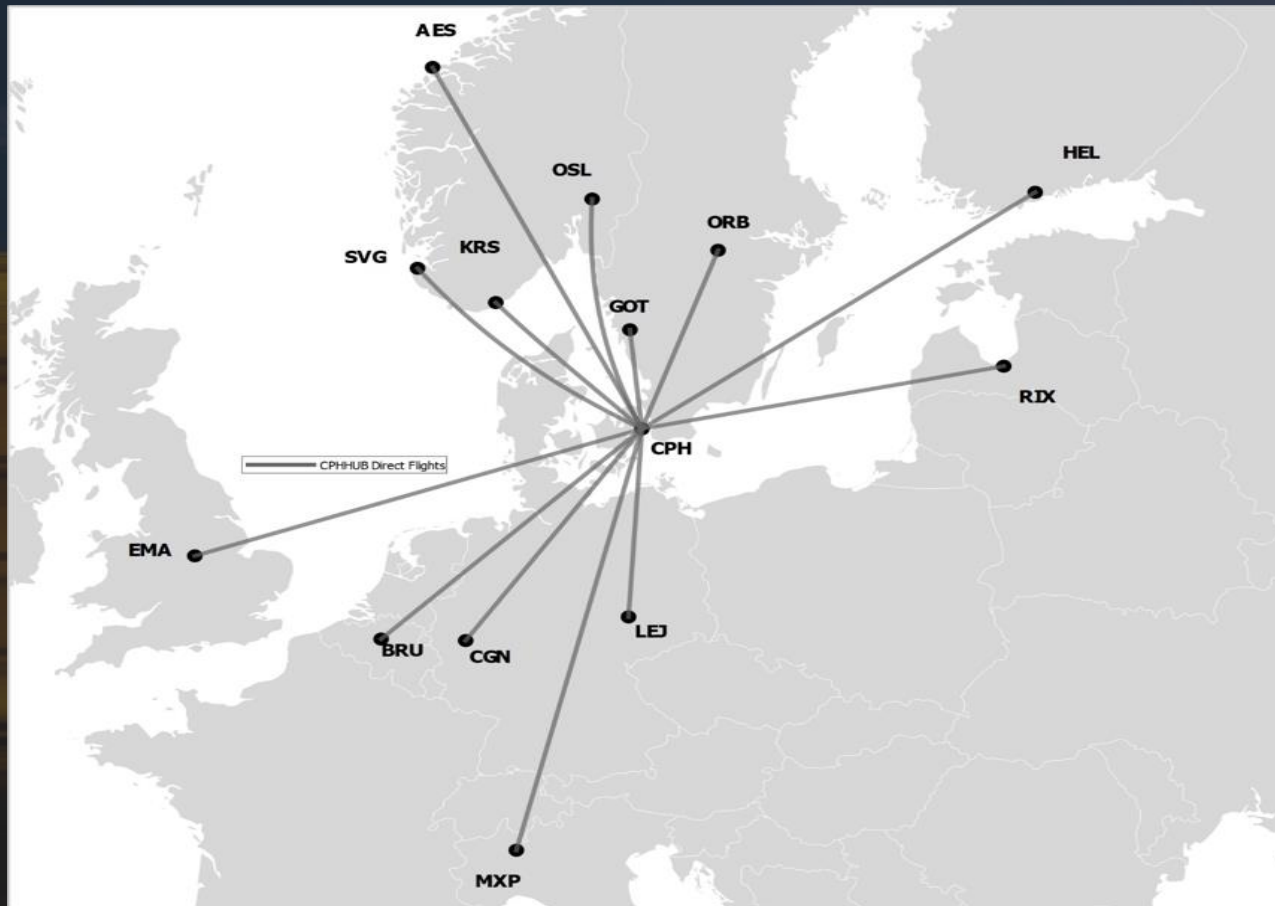 AES
HEL
OSL
ORB
KRS
SVG
GOT
RIX
CPH
CPHHUB Direct Flights
EMA
LEJ
BRU
CGN
MXP